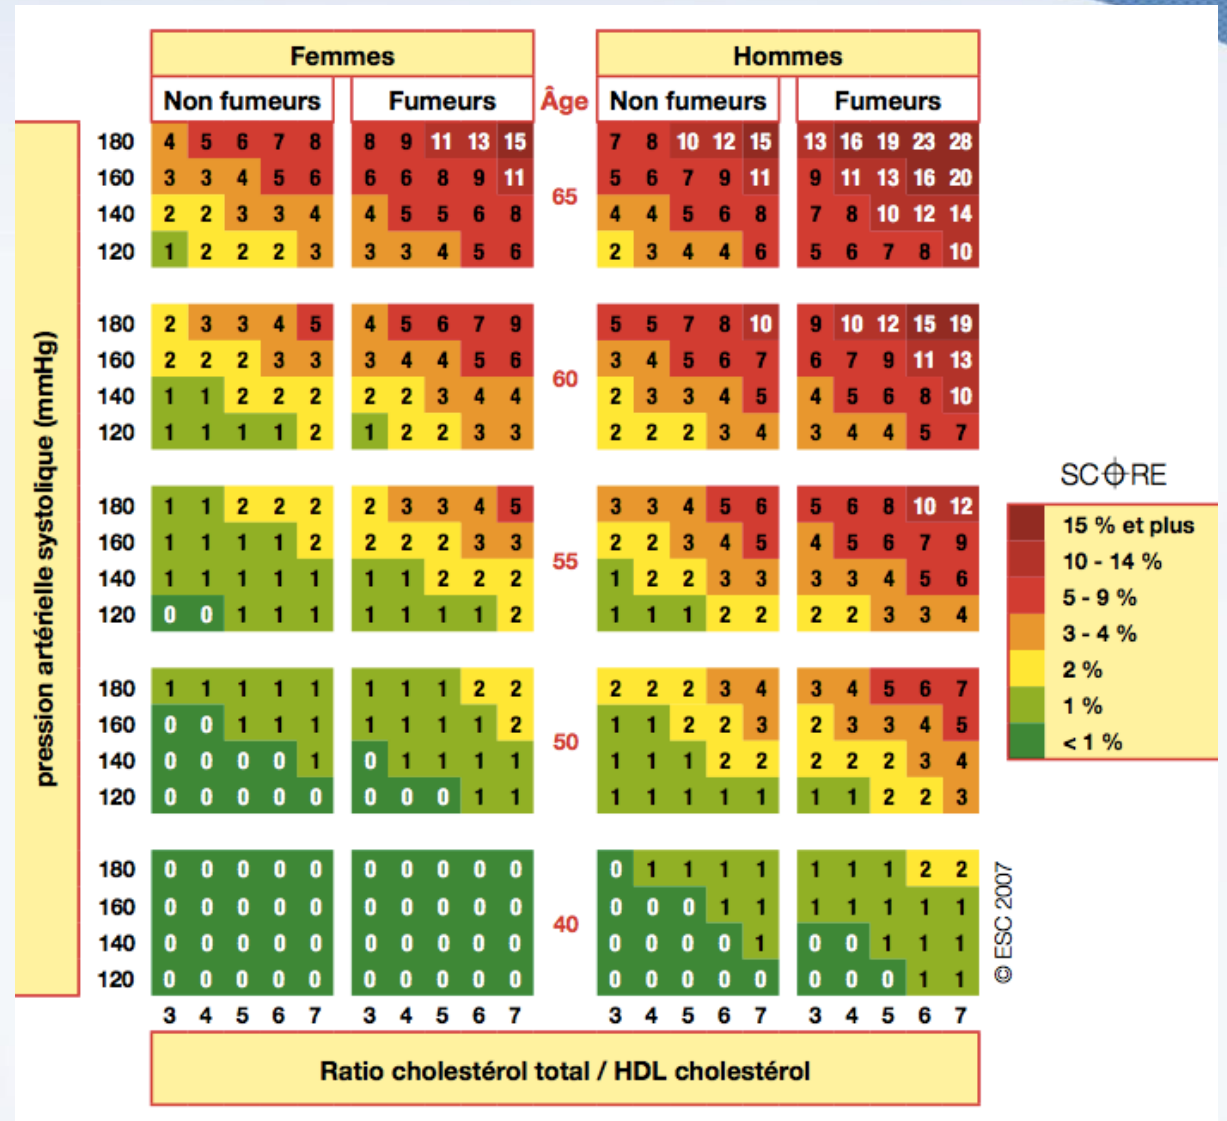 Femmes Hommes
Non fumeurs Fumeurs Âge Non fumeurs Fumeurs
pression artérielle systolique (mmHg)
180 4 5 6 7 8 8 9 11 13 15 7 8 10 12 15 13 16 19 23 28
160 3 3 4 5 6 6 6 8 9 11 5 6 7 9 11 9 11 13 16 20
65
140 2 2 3 3 4 4 5 5 6 8 4 4 5 6 8 7 8 10 12 14
120 1 2 2 2 3 3 3 4 5 6 2 3 4 4 6 5 6 7 8 10
180 2 3 3 4 5 4 5 6 7 9 5 5 7 8 10 9 10 12 15 19
160 2 2 2 3 3 3 4 4 5 6 3 4 5 6 7 6 7 9 11 13
60
140 1 1 2 2 2 2 2 3 4 4 2 3 3 4 5 4 5 6 8 10
120 1 1 1 1 2 1 2 2 3 3 2 2 2 3 4 3 4 4 5 7
180 1 1 2 2 2 2 3 3 4 5 3 3 4 5 6 5 6 8 10 12
160 1 1 1 1 2 2 2 2 3 3 2 2 3 4 5 4 5 6 7 9
55
140 1 1 1 1 1 1 1 2 2 2 1 2 2 3 3 3 3 4 5 6
120 0 0 1 1 1 1 1 1 1 2 1 1 1 2 2 2 2 3 3 4
180 1 1 1 1 1 1 1 1 2 2 2 2 2 3 4 3 4 5 6 7
160 0 0 1 1 1 1 1 1 1 2 1 1 2 2 3 2 3 3 4 5
50
140 0 0 0 0 1 0 1 1 1 1 1 1 1 2 2 2 2 2 3 4
120 0 0 0 0 0 0 0 0 1 1 1 1 1 1 1 1 1 2 2 3
180 0 0 0 0 0 0 0 0 0 0 0 1 1 1 1 1 1 1 2 2
160 0 0 0 0 0 0 0 0 0 0 0 0 0 1 1 1 1 1 1 1
40
140 0 0 0 0 0 0 0 0 0 0 0 0 0 0 1 0 0 1 1 1
120 0 0 0 0 0 0 0 0 0 0 0 0 0 0 0 0 0 0 1 1
3 4 5 6 7 3 4 5 6 7 3 4 5 6 7 3 4 5 6 7
Ratio cholestérol total / HDL cholestérol
SCORE
15 % et plus
10 - 14 %
5 - 9 %
3 - 4 %
2 %
1 %
< 1 %
© ESC 2007